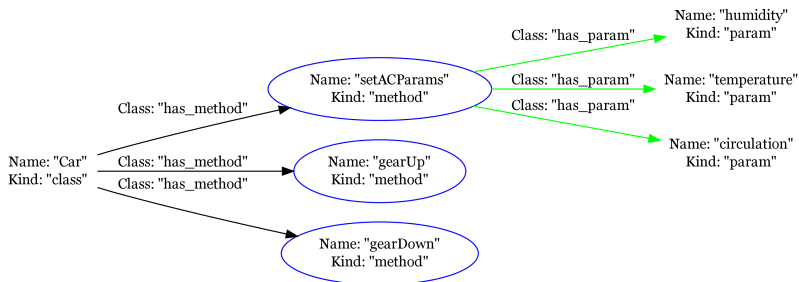 Name: "Car"
Kind: "class"
Class: "has_method"
Class: "has_method"
Class: "has_method"
Name: "setACParams"
Kind: "method"
Name: "gearUp"
Kind: "method"
Name: "gearDown"
Kind: "method"
Class: "has_param"
Class: "has_param"
Class: "has_param"
Name: "humidity"
Kind: "param"
Name: "temperature"
Kind: "param"
Name: "circulation"
Kind: "param"